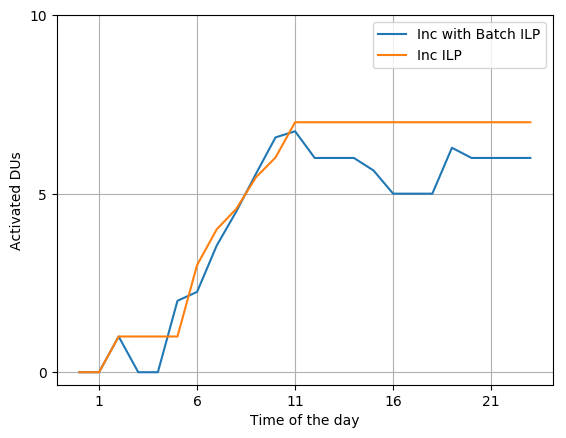 10
Inc with Batch ILP
Inc ILP
Activated DUs
5
0
1 6 11 16 21
Time of the day